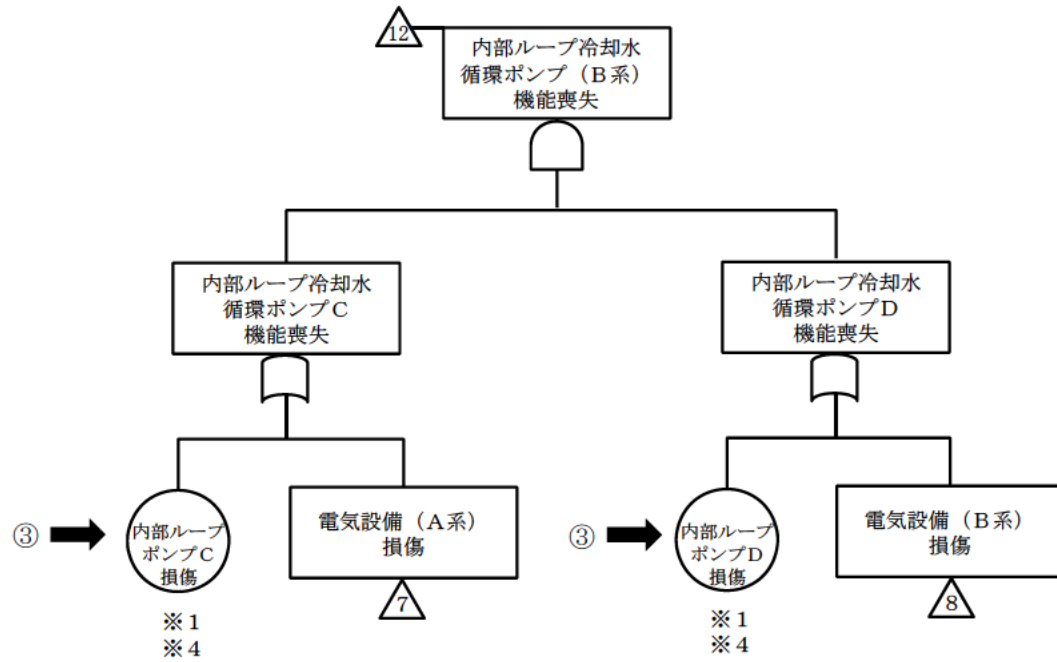 12
内部ループ冷却水
循環ポンプ（B系）
機能喪失
内部ループ冷却水
循環ポンプC
機能喪失
内部ループ冷却水
循環ポンプD
機能喪失
③
内部ループ
ポンプC
損傷
※1
※4
電気設備（A系）
損傷
7
③
内部ループ
ポンプD
損傷
※1
※4
電気設備（B系）
損傷
8